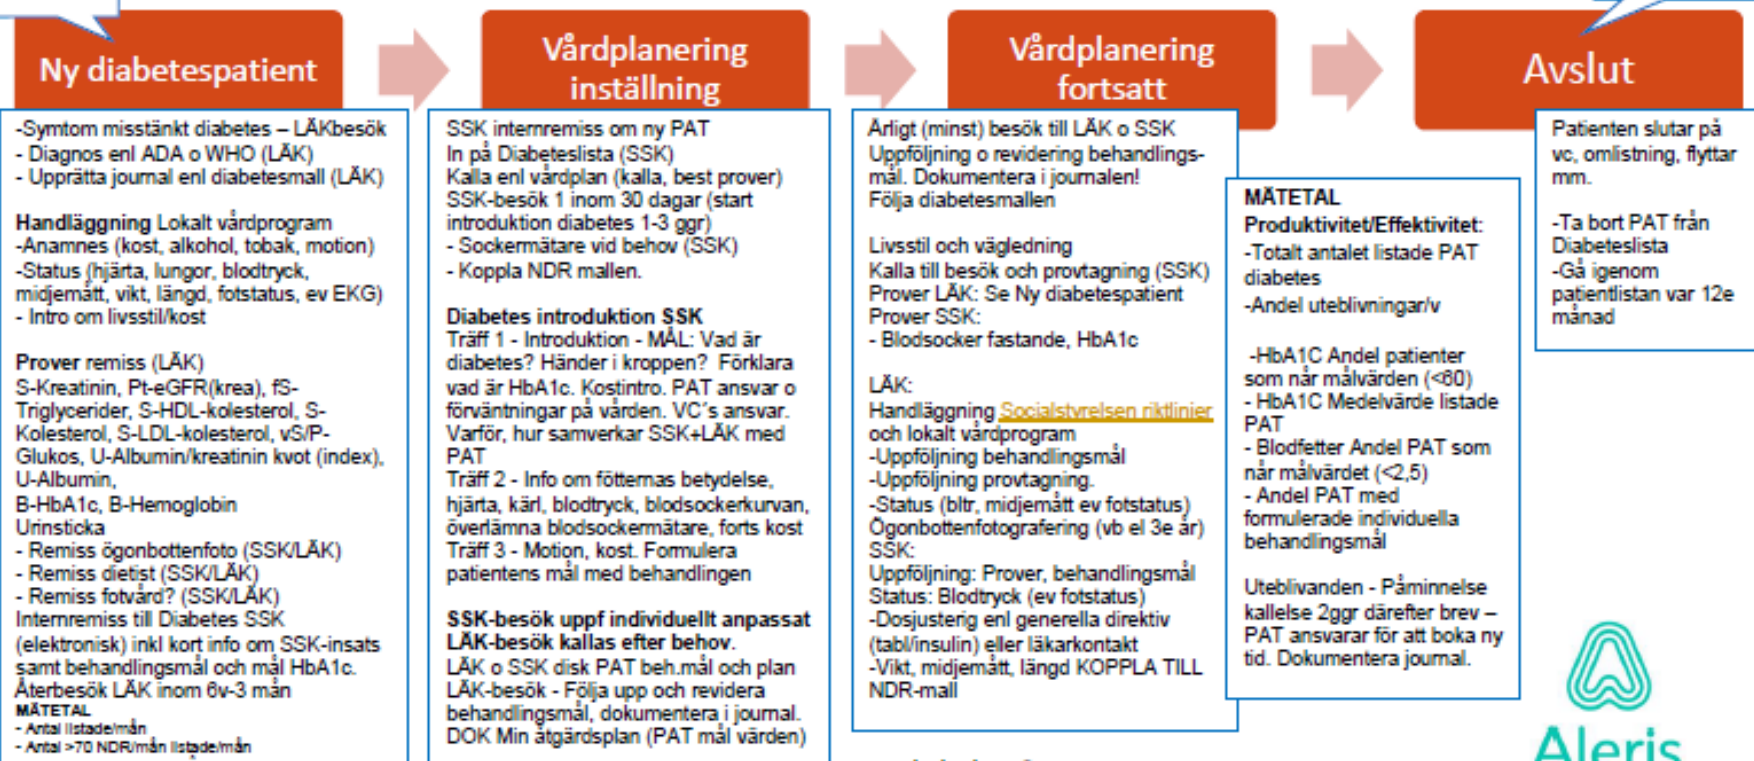 Ny diabetespatient
-Symtom misstänkt diabetes – LÄKbesök
- Diagnos enl ADA o WHO (LÄK)
- Upprätta journal enl diabetesmall (LÄK)
Handläggning Lokalt vårdprogram
-Anamnes (kost, alkohol, tobak, motion)
-Status (hjärta, lungor, blodtryck,
midjemått, vikt, längd, fotstatus, ev EKG)
- Intro om livsstil/kost
Prover remiss (LÄK)
S-Kreatinin, Pt-eGFR(krea), fS-
Triglycerider, S-HDL-kolesterol, S-
Kolesterol, S-LDL-kolesterol, vS/P-
Glukos, U-Albumin/kreatinin kvot (index),
U-Albumin,
B-HbA1c, B-Hemoglobin
Urinsticka
- Remiss ögonbottenfoto (SSK/LÄK)
- Remiss dietist (SSK/LÄK)
- Remiss fotvård? (SSK/LÄK)
Internremiss till Diabetes SSK
(elektronisk) inkl kort info om SSK-insats
samt behandlingsmål och mål HbA1c.
Återbesök LÄK inom 6v-3 mån
MÄTETAL
- Antal listade/mån
- Antal >70 NDR/mån listade/mån
Vårdplanering
inställning
SSK internremiss om ny PAT
In på Diabeteslista (SSK)
Kalla enl vårdplan (kalla, best prover)
SSK-besök 1 inom 30 dagar (start
introduktion diabetes 1-3 ggr)
- Sockermätare vid behov (SSK)
- Koppla NDR mallen.
Diabetes introduktion SSK
Träff 1 - Introduktion - MÅL: Vad är
diabetes? Händer i kroppen? Förklara
vad är HbA1c. Kostintro. PAT ansvar o
förväntningar på vården. VC´s ansvar.
Varför, hur samverkar SSK+LÄK med
PAT
Träff 2 - Info om fötternas betydelse,
hjärta, kärl, blodtryck, blodsockerkurvan,
överlämna blodsockermätare, forts kost
Träff 3 - Motion, kost. Formulera
patientens mål med behandlingen
SSK-besök uppf individuellt anpassat
LÄK-besök kallas efter behov.
LÄK o SSK disk PAT beh.mål och plan
LÄK-besök - Följa upp och revidera
behandlingsmål, dokumentera i journal.
DOK Min åtgärdsplan (PAT mål värden)
Vårdplanering
fortsatt
Årligt (minst) besök till LÄK o SSK
Uppföljning o revidering behandlings-
mål. Dokumentera i journalen!
Följa diabetesmallen
Livsstil och vägledning
Kalla till besök och provtagning (SSK)
Prover LÄK: Se Ny diabetespatient
Prover SSK:
- Blodsocker fastande, HbA1c
LÄK:
Handläggning Socialstyrelsen riktlinier
och lokalt vårdprogram
-Uppföljning behandlingsmål
-Uppföljning provtagning.
-Status (bltr, midjemått ev fotstatus)
Ögonbottenfotografering (vb el 3e år)
SSK:
Uppföljning: Prover, behandlingsmål
Status: Blodtryck (ev fotstatus)
-Dosjusterig enl generella direktiv
(tabl/insulin) eller läkarkontakt
-Vikt, midjemått, längd KOPPLA TILL
NDR-mall
MÄTETAL
Produktivitet/Effektivitet:
-Totalt antalet listade PAT
diabetes
-Andel uteblivningar/v
-HbA1C Andel patienter
som når målvärden (<60)
- HbA1C Medelvärde listade
PAT
- Blodfetter Andel PAT som
når målvärdet (<2,5)
- Andel PAT med
formulerade individuella
behandlingsmål
Uteblivanden - Påminnelse
kallelse 2ggr därefter brev –
PAT ansvarar för att boka ny
tid. Dokumentera journal.
Avslut
Patienten slutar på
vc, omlistning, flyttar
mm.
-Ta bort PAT från
Diabeteslista
-Gå igenom
patientlistan var 12e
månad
Aleris